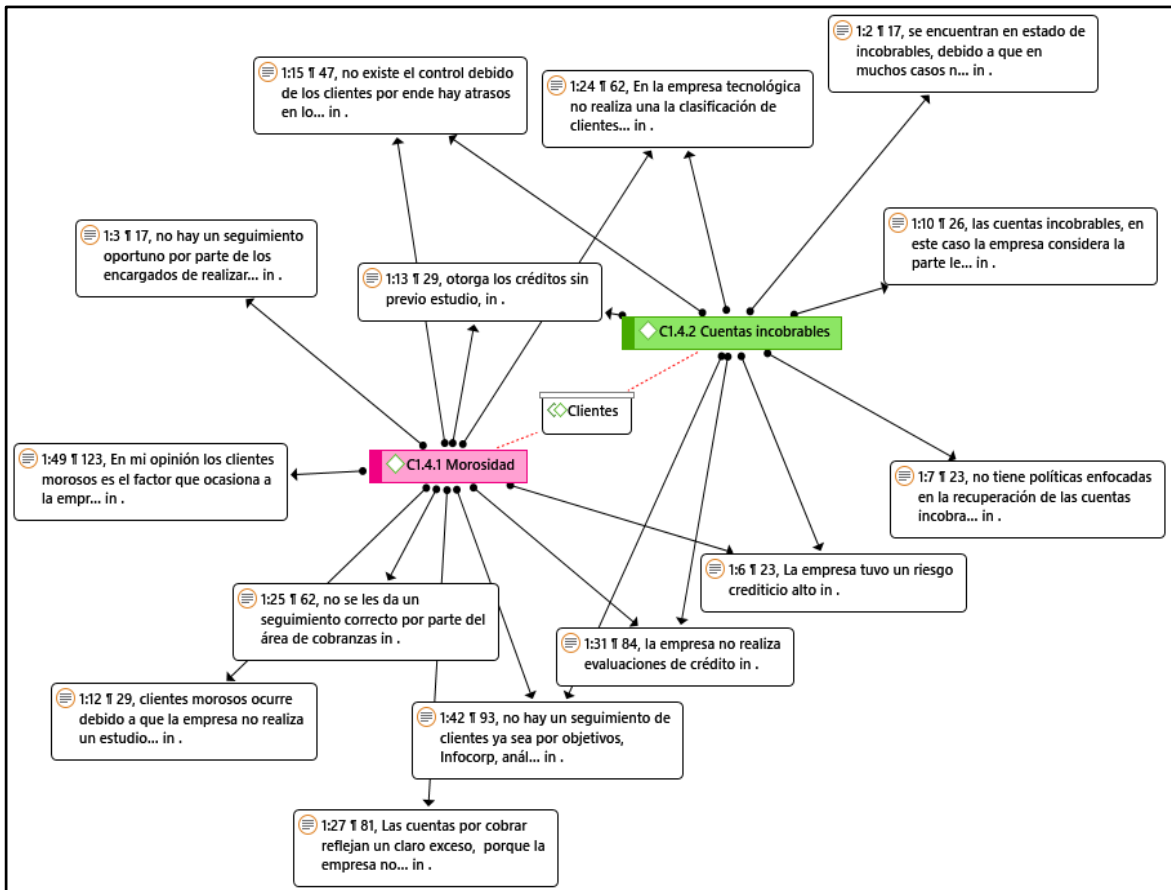 1:2 ¶ 17, se encuentran en estado de
incobrables, debido a que en
muchos casos n... in .
1:15 ¶ 47, no existe el control debido
de los clientes por ende hay atrasos
en lo... in .
1:24 ¶ 62, En la empresa tecnológica
no realiza una la clasificación de
clientes... in .
1:3 ¶ 17, no hay un seguimiento
oportuno por parte de los
encargados de realizar... in .
1:10 ¶ 26, las cuentas incobrables, en
este caso la empresa considera la
parte le... in .
1:13 ¶ 29, otorga los créditos sin
previo estudio, in .
C1.4.2 Cuentas incobrables
Clientes
C1.4.1 Morosidad
1:49 ¶ 123, En mi opinión los clientes
morosos es el factor que ocasiona a
la empr... in .
1:7 ¶ 23, no tiene políticas enfocadas
en la recuperación de las cuentas
incobra... in .
1:6 ¶ 23, La empresa tuvo un riesgo
crediticio alto in .
1:25 ¶ 62, no se les da un
seguimiento correcto por parte del
área de cobranzas in .
1:31 ¶ 84, la empresa no realiza
evaluaciones de crédito in .
1:12 ¶ 29, clientes morosos ocurre
debido a que la empresa no realiza
un estudio... in .
1:42 ¶ 93, no hay un seguimiento de
clientes ya sea por objetivos,
Infocorp, anál... in .
1:27 ¶ 81, Las cuentas por cobrar
reflejan un claro exceso,  porque la
empresa no... in .